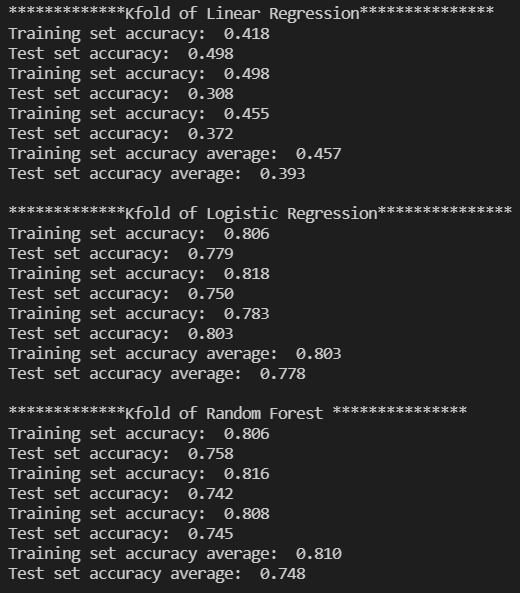 *************Kfold of Linear Regression***************
Training set accuracy:  0.418
Test set accuracy:  0.498
Training set accuracy:  0.498
Test set accuracy:  0.308
Training set accuracy:  0.455
Test set accuracy:  0.372
Training set accuracy average:  0.457
Test set accuracy average:  0.393

*************Kfold of Logistic Regression***************
Training set accuracy:  0.806
Test set accuracy:  0.779
Training set accuracy:  0.818
Test set accuracy:  0.750
Training set accuracy:  0.783
Test set accuracy:  0.803
Training set accuracy average:  0.803
Test set accuracy average:  0.778

*************Kfold of Random Forest ***************
Training set accuracy:  0.806
Test set accuracy:  0.758
Training set accuracy:  0.816
Test set accuracy:  0.742
Training set accuracy:  0.808
Test set accuracy:  0.745
Training set accuracy average:  0.810
Test set accuracy average:  0.748